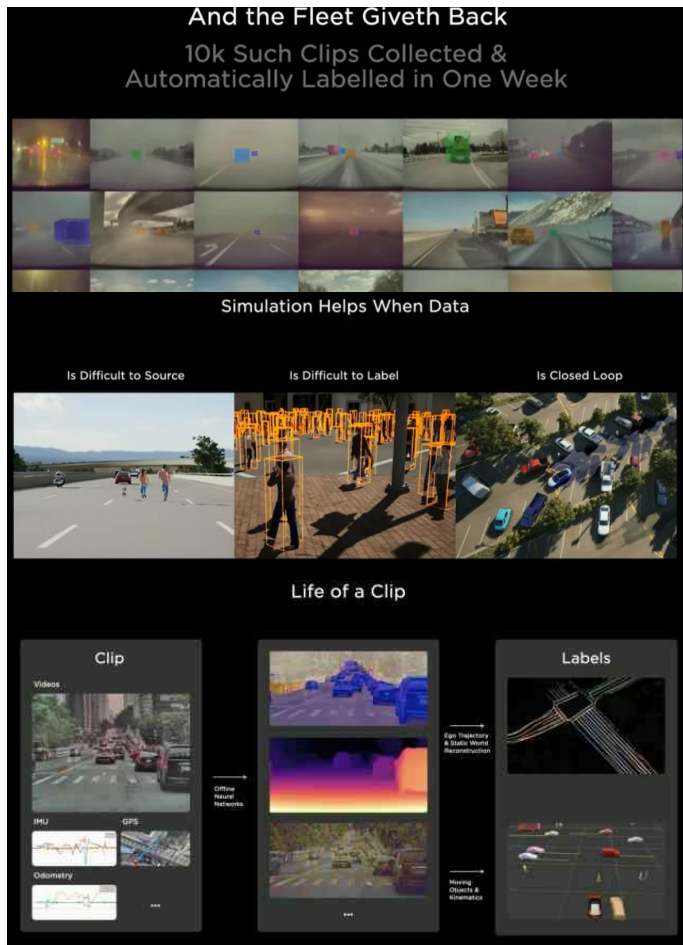 And the Fleet Giveth Back
10k Such Clips Collected &
Automatically Labelled in One Week
Simulation Helps When Data
Is Difficult to Source
Is Difficult to Label
Is Closed Loop
Life of a Clip
Clip
Videos
IMU
GPS
Odometry
...
Offline
Neural
Networks
...
Ego Trajectory
& Static World
Reconstruction
Moving
Objects &
Kinematics
Labels